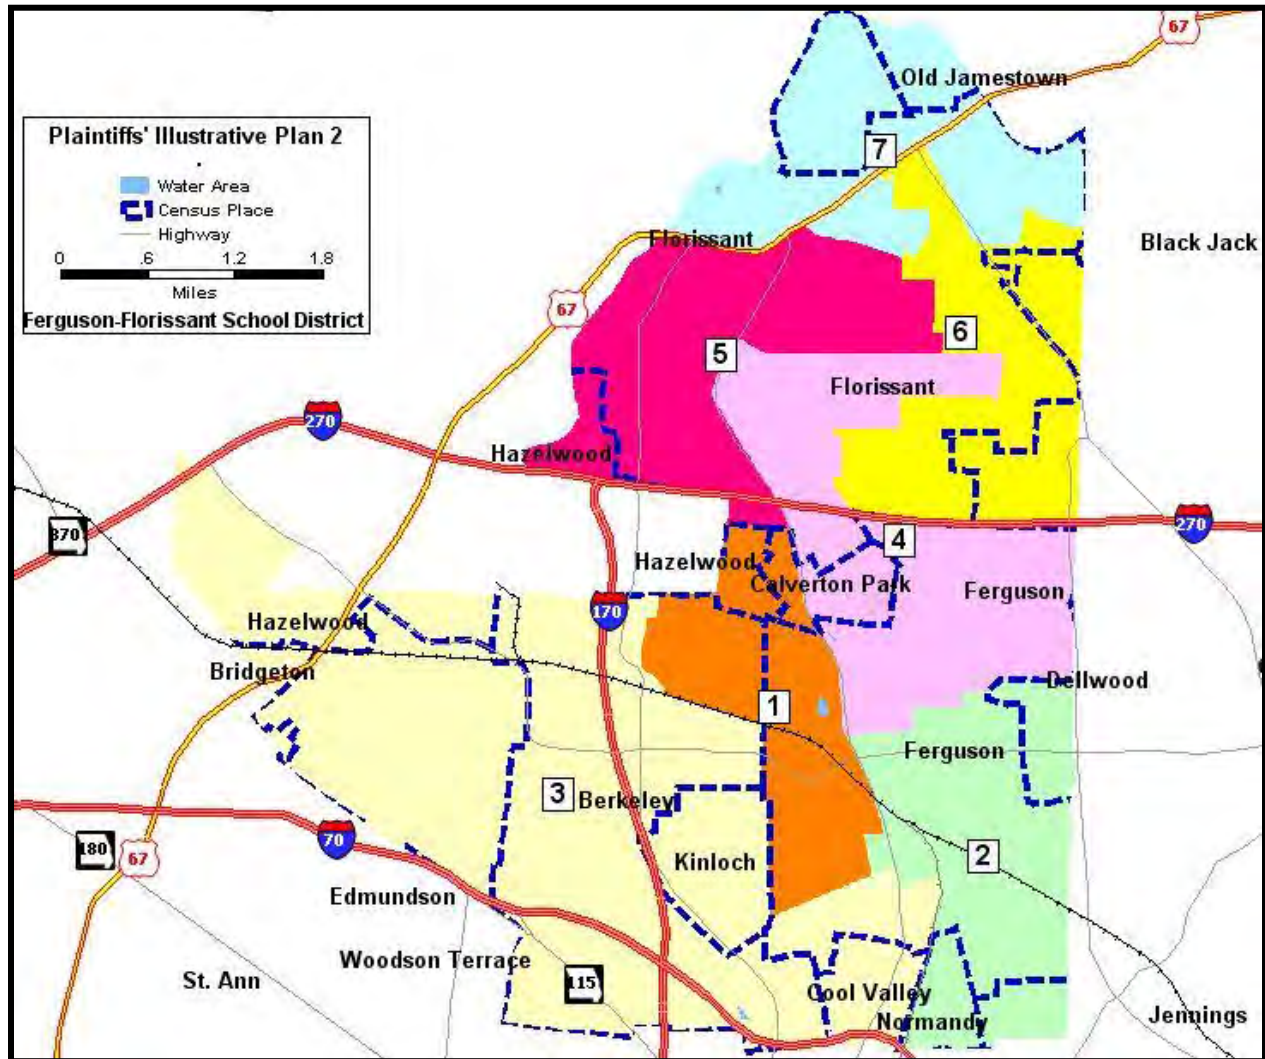 67
Old Jamestown
Plaintiffs' Illustrative Plan 2
Water Area
Census Place
Highway
0 .6 1.2 1.8
Miles
Ferguson-Florissant School District
7
Florissant
Black Jack
67
6
5
Florissant
270
Hazelwood
370
270
4
Hazelwood
Calverton Park
Ferguson
170
Hazelwood
Bridgeton
Dellwood
1
Ferguson
3
Berkeley
70
180
67
2
Kinloch
Edmundson
Woodson Terrace
St. Ann
115
Cool Valley
Normandy
Jennings